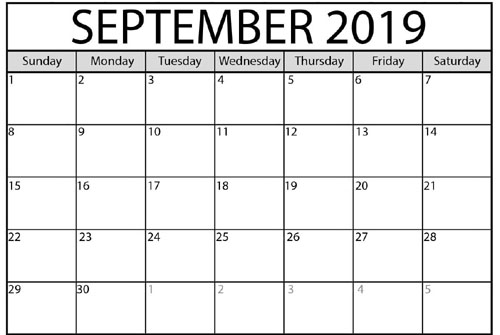 SEPTEMBER 2019
Sunday Monday Tuesday Wednesday Thursday Friday Saturday
1 2 3 4 5 6 7
8 9 10 11 12 13 14
15 16 17 18 19 20 21
22 23 24 25 26 27 28
29 30 1 2 3 4 5